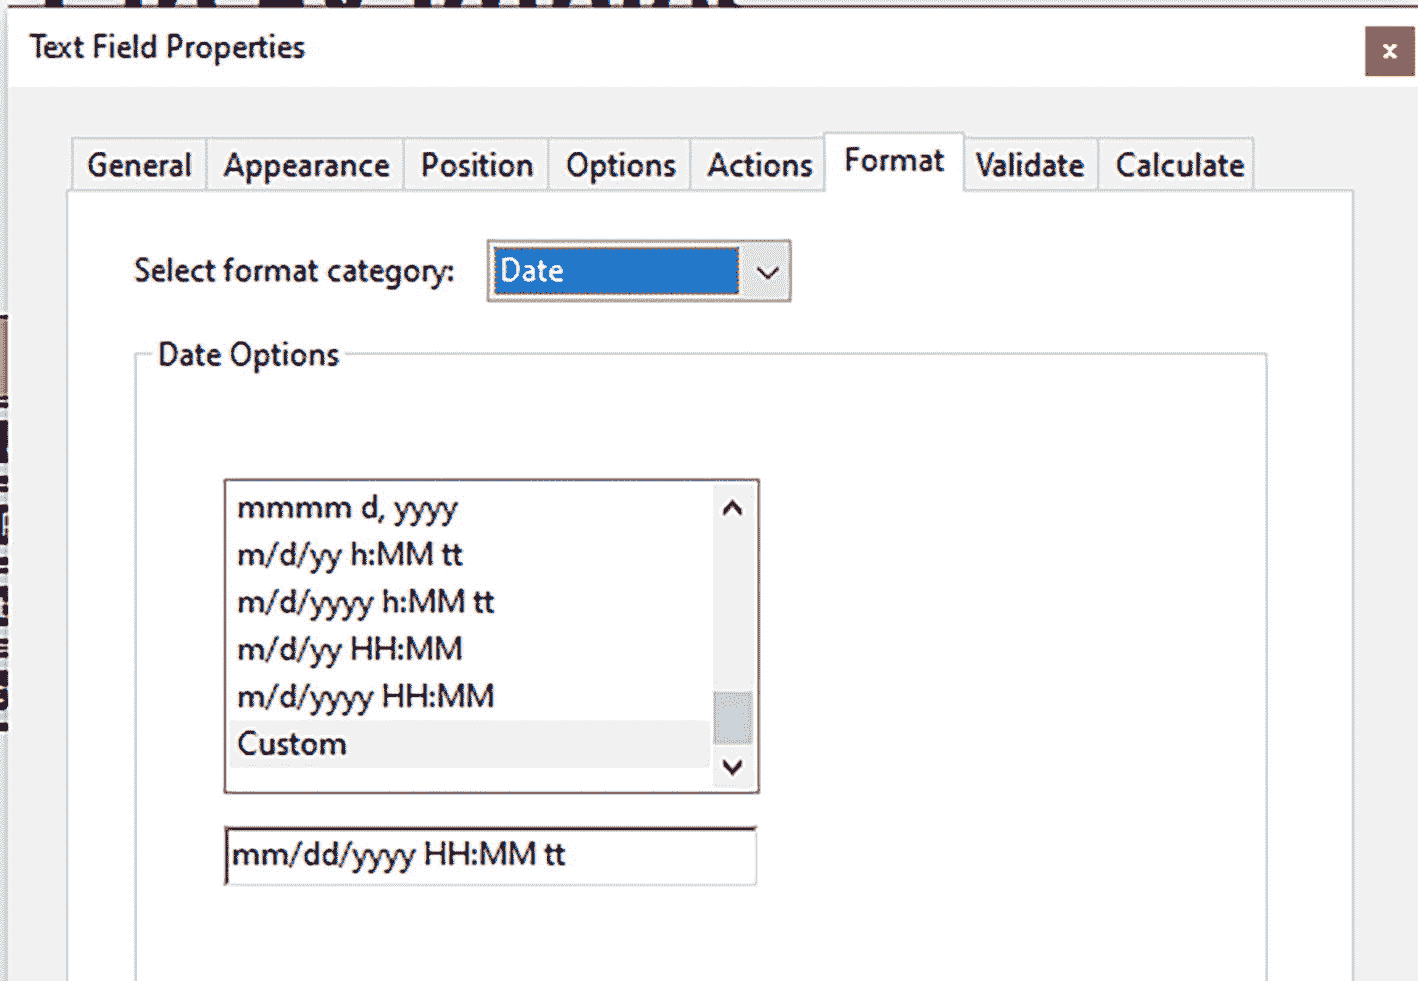 Text Field Properties
x
General Appearance Position Options Actions Format Validate Calculate
Select format category: Date
Date Options
mmmm d, yyyy
m/d/yy h:MM tt
m/d/yyyy h:MM tt
m/d/yy HH:MM
m/d/yyyy HH:MM
Custom
mm/dd/yyyy HH:MM tt